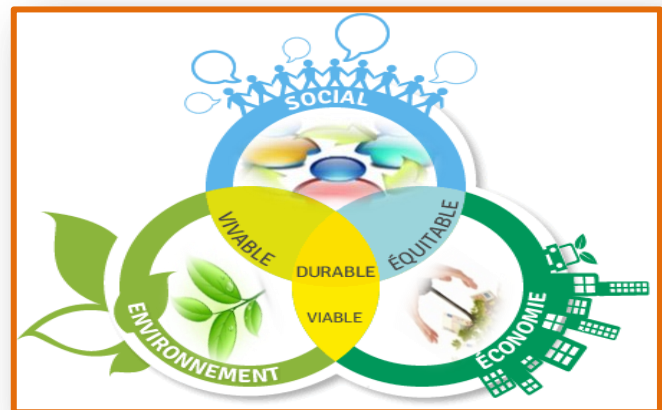 SOCIAL
VIVABLE
ÉQUITABLE
DURABLE
VIABLE
ENVIRONNEMENT
ÉCONOMIE